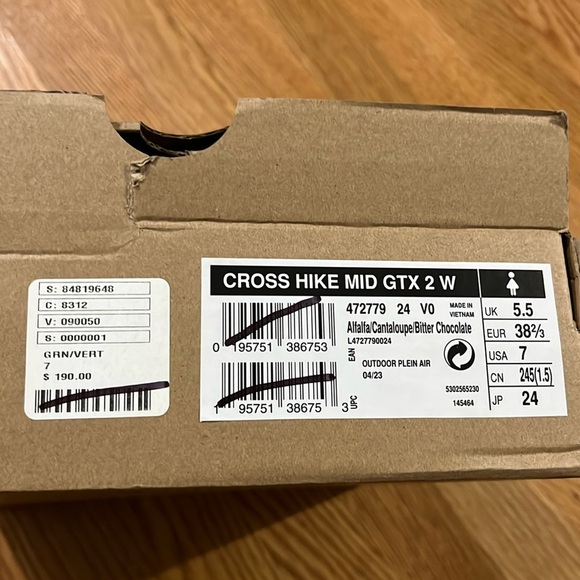 S: 84819648
C: 8312
V: 090050
S: 0000001
GRN/VERT
7
$ 190.00
CROSS HIKE MID GTX 2 W
472779 24 V0
MADE IN
VIETNAM
Alfalfa/Cantaloupe/Bitter Chocolate
L4727790024
EAN
0 195751 386753
OUTDOOR PLEIN AIR
04/23
5302565230
145464
1 95751 38675 3
UPC
UK 5.5
EUR 38⅔
USA 7
CN 245(1.5)
JP 24